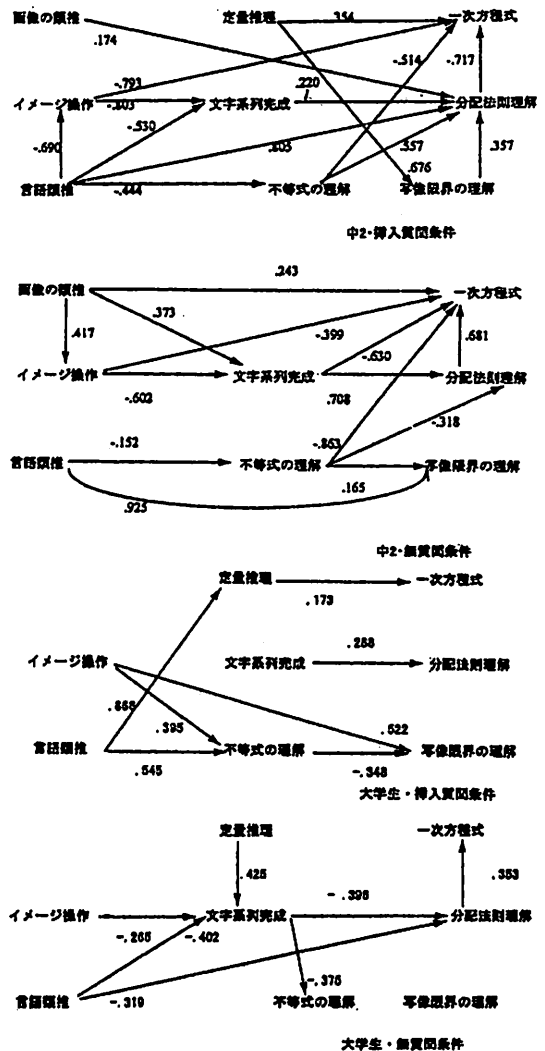 画像の類推 定量推理 .354 一次方程式
.174
-.514 -.717
-.793 .220
イメージ操作 -.803 文字系列完成 分配法則理解
-.530
-.690 .805 .357 .357
.676
言語類推 -.444 不等式の理解 写像限界の理解
中2・挿入質問条件
.243
画像の類推 一次方程式
.373
.417 -.399 -.630 .681
イメージ操作 文字系列完成 分配法則理解
-.602 .708
-.318
-.152 -.863
言語類推 不等式の理解 写像限界の理解
.165
.925
中2・無質問条件
定量推理 一次方程式
.173
.288
イメージ操作 文字系列完成 分配法則理解
.395 .522
言語類推 不等式の理解 写像限界の理解
.545 -.348
大学生・挿入質問条件
定量推理 一次方程式
.425 .353
-.395
イメージ操作 文字系列完成 分配法則理解
-.265 -.402
-.375
言語類推 -.319 不等式の理解 写像限界の理解
大学生・無質問条件